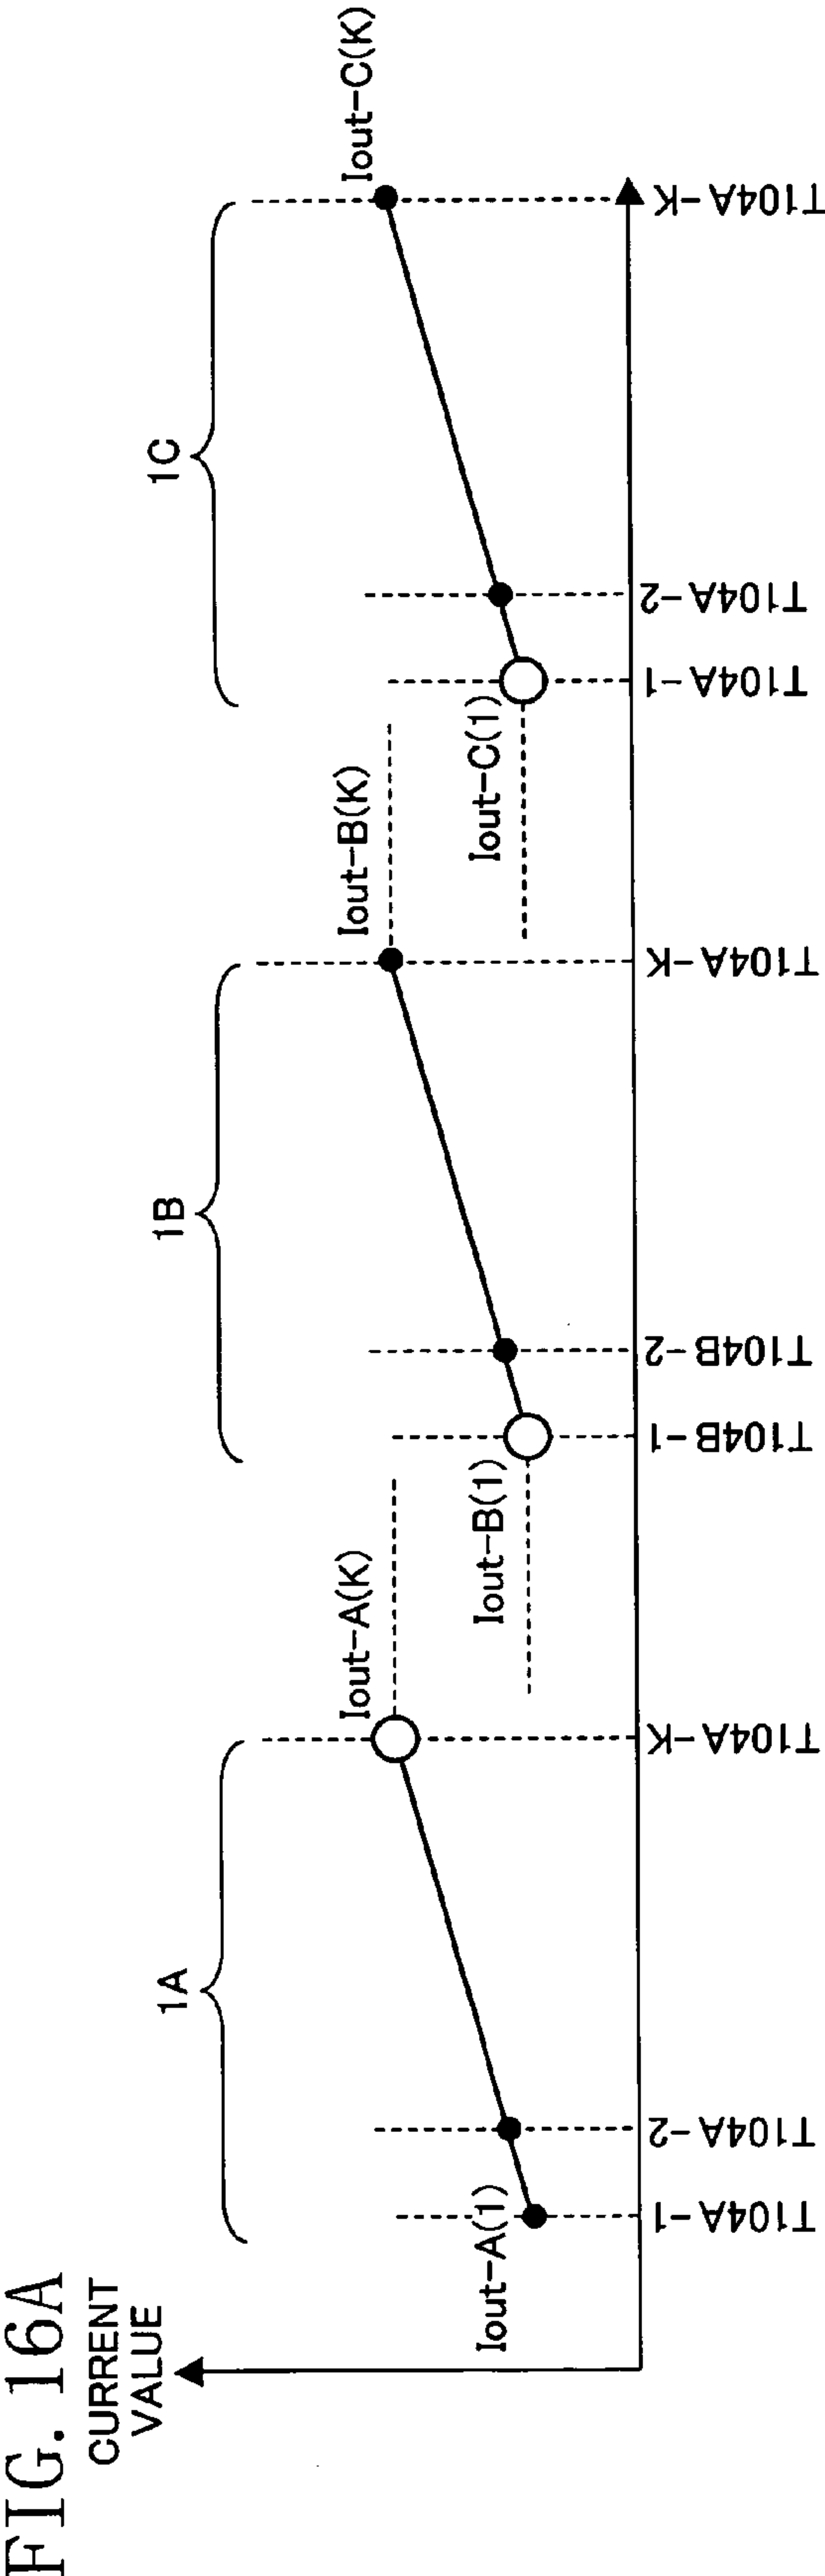 FIG. 16A
CURRENT
VALUE
1A
1B
1C
Iout-A(1)
Iout-A(K)
Iout-B(1)
Iout-B(K)
Iout-C(1)
Iout-C(K)
T104A-1
T104A-2
T104A-K
T104B-1
T104B-2
T104A-K
T104A-1
T104A-2
T104A-K